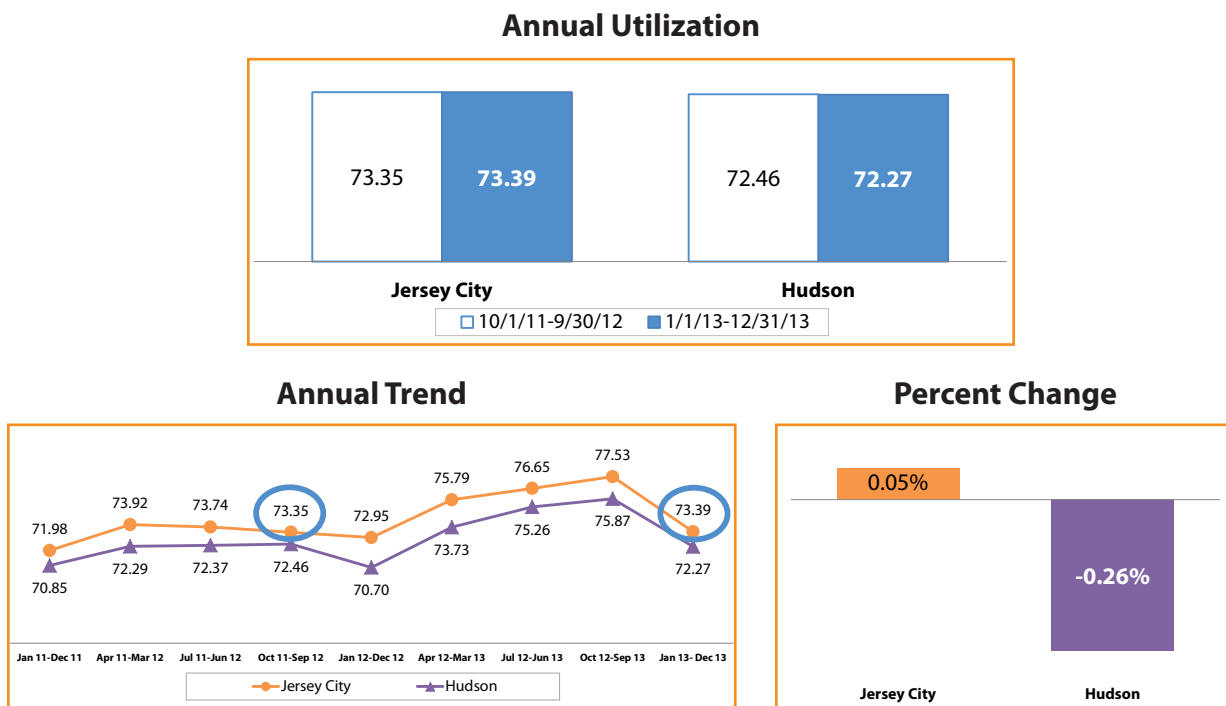 Annual Utilization
73.35 73.39 72.46 72.27
Jersey City Hudson
10/1/11-9/30/12 1/1/13-12/31/13
Annual Trend
77.53
76.65
75.79
73.92 73.74 73.35 72.95 73.39
71.98
75.87
75.26
73.73
72.29 72.37 72.46 72.27
70.85 70.70
Jan 11-Dec 11 Apr 11-Mar 12 Jul 11-Jun 12 Oct 11-Sep 12 Jan 12-Dec 12 Apr 12-Mar 13 Jul 12-Jun 13 Oct 12-Sep 13 Jan 13- Dec 13
Jersey City Hudson
Percent Change
0.05%
-0.26%
Jersey City Hudson